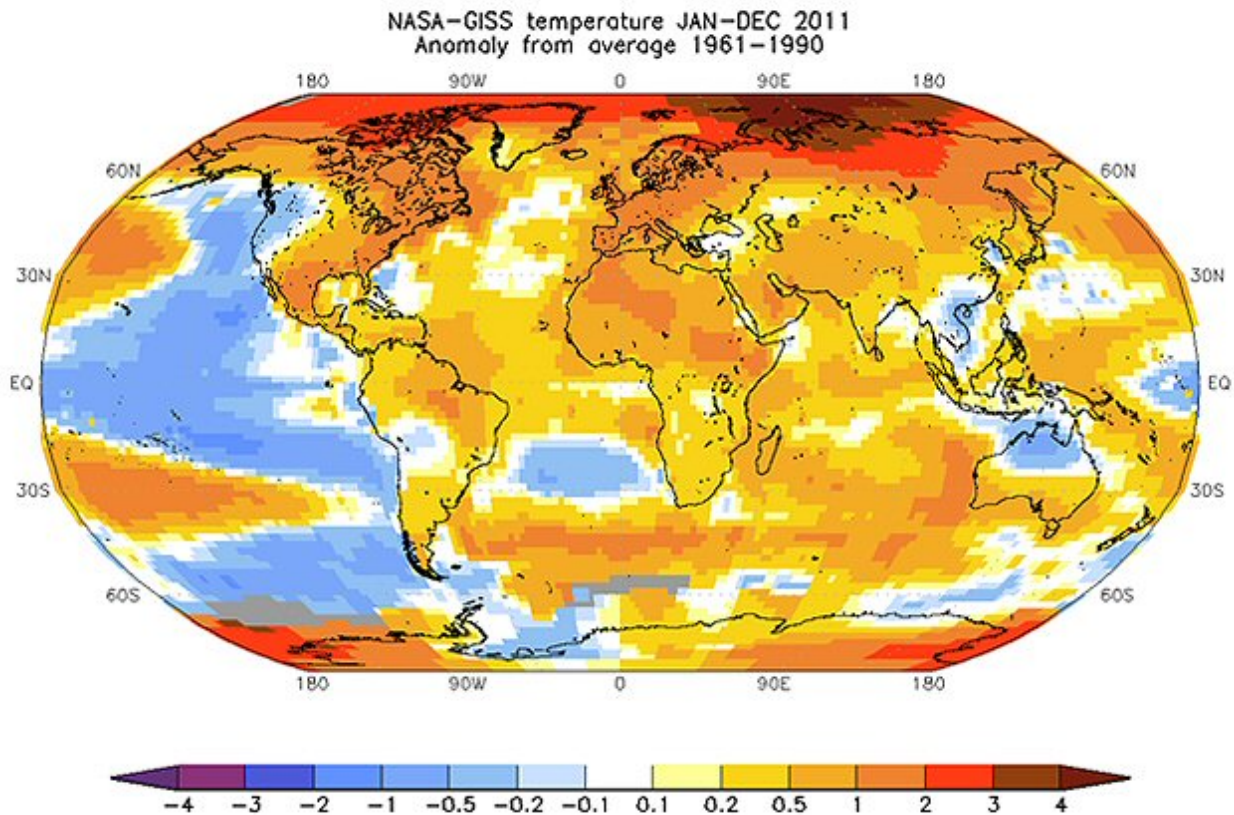 NASA-GISS temperature JAN-DEC 2011
Anomaly from average 1961-1990
180 90W 0 90E 180
60N 60N
30N 30N
EQ EQ
30S 30S
60S 60S
180 90W 0 90E 180
-4 -3 -2 -1 -0.5 -0.2 -0.1 0.1 0.2 0.5 1 2 3 4